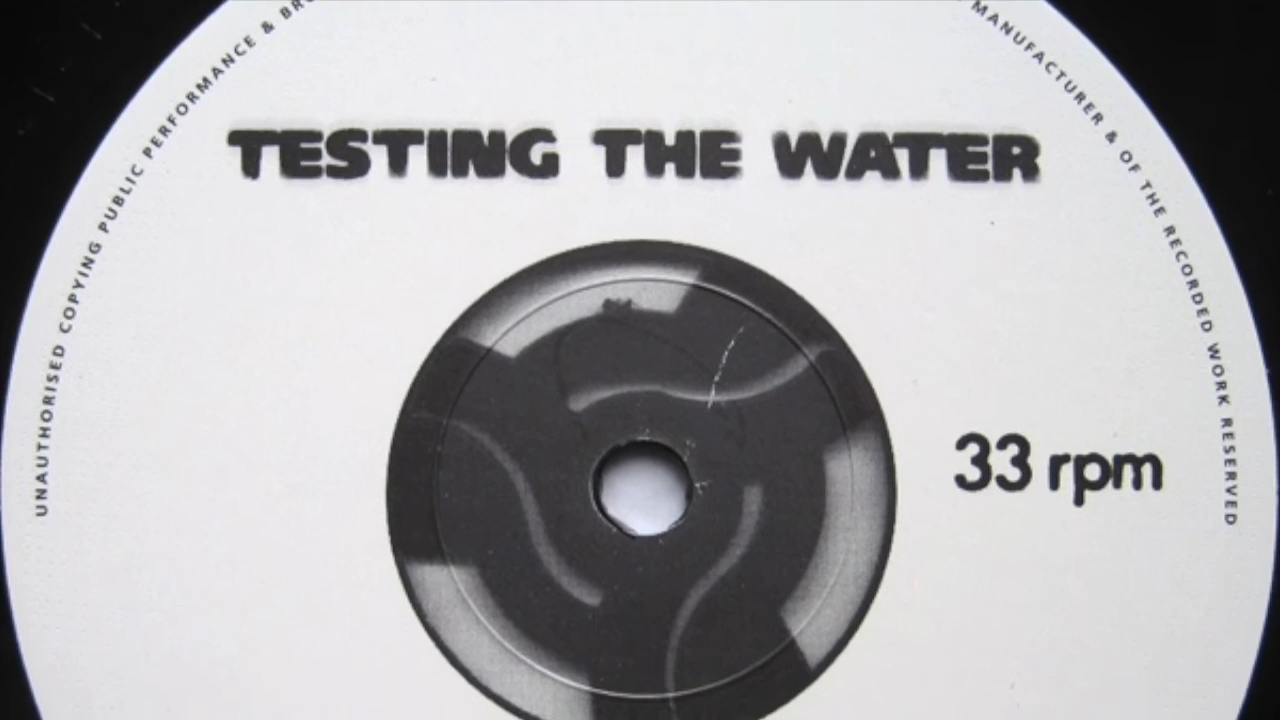 UNAUTHORISED COPYING PUBLIC PERFORMANCE &
MANUFACTURER & OF THE RECORDED WORK RESERVED
TESTING THE WATER
33 rpm